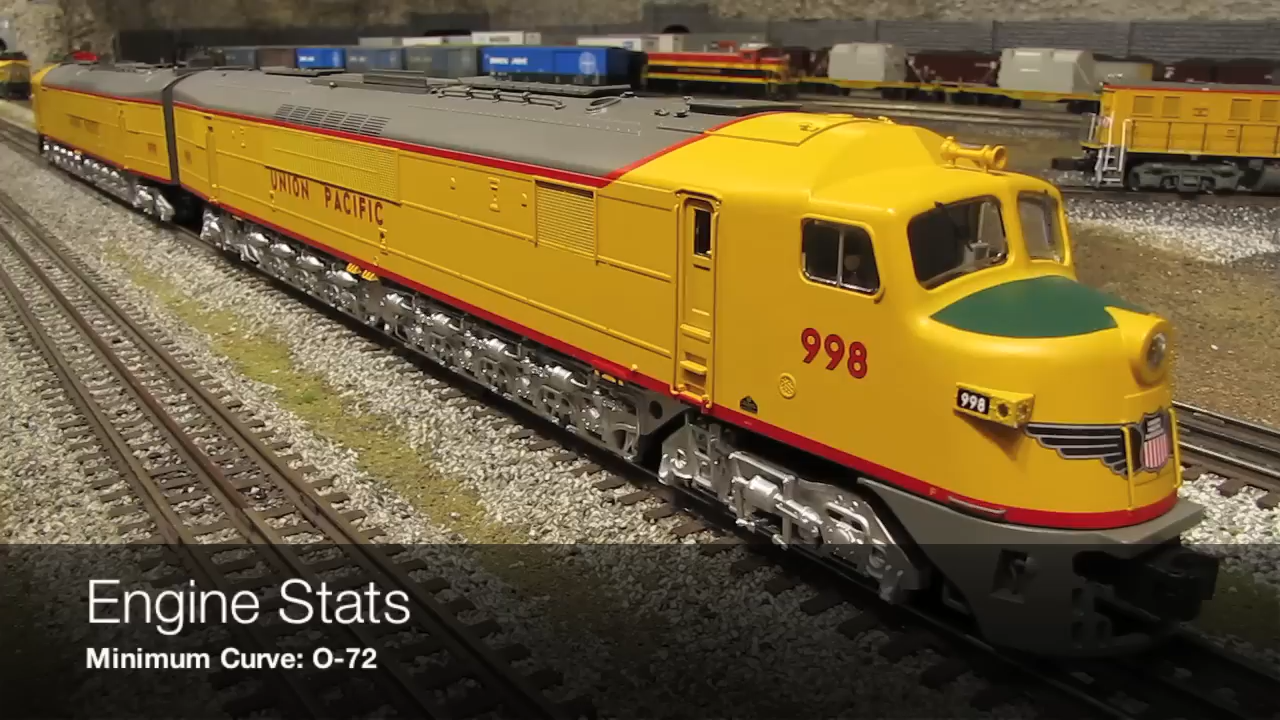 UNION PACIFIC
998
998
Engine Stats
Minimum Curve: O-72